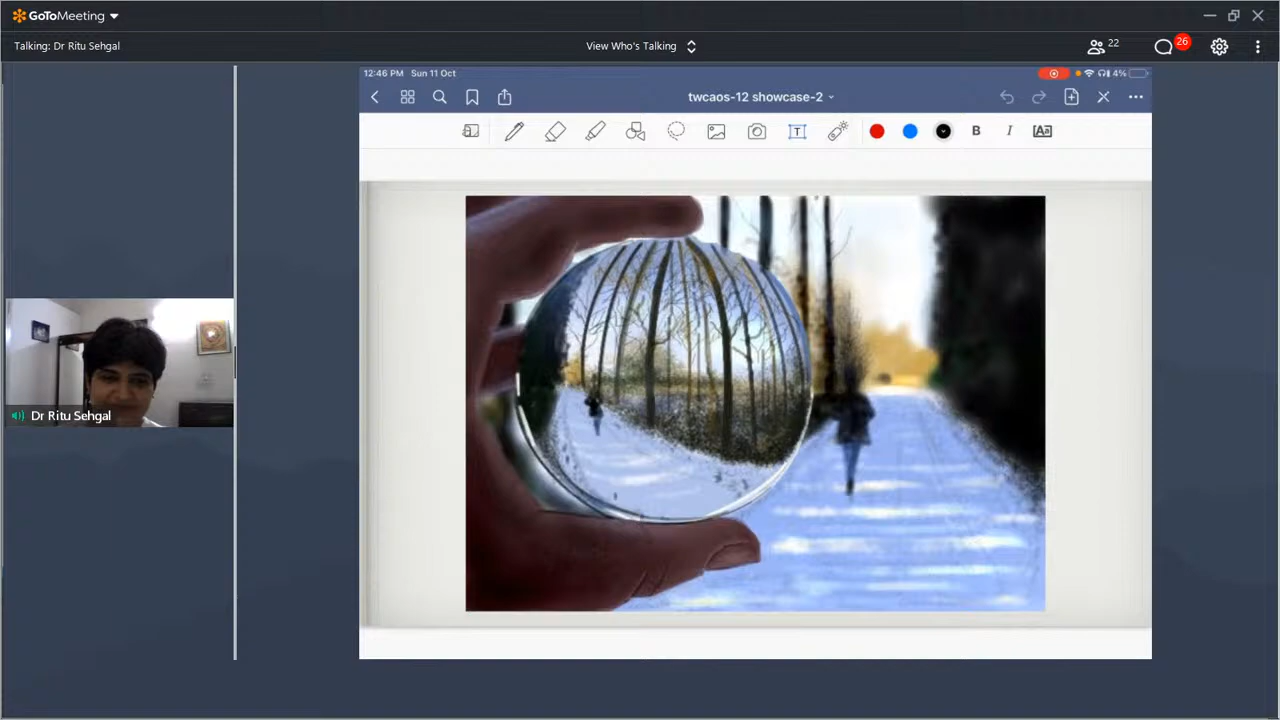 GoToMeeting
Talking: Dr Ritu Sehgal
View Who's Talking
22
26
12:46 PM Sun 11 Oct
4%
twcaos-12 showcase-2
T
B
I
Aa
Dr Ritu Sehgal